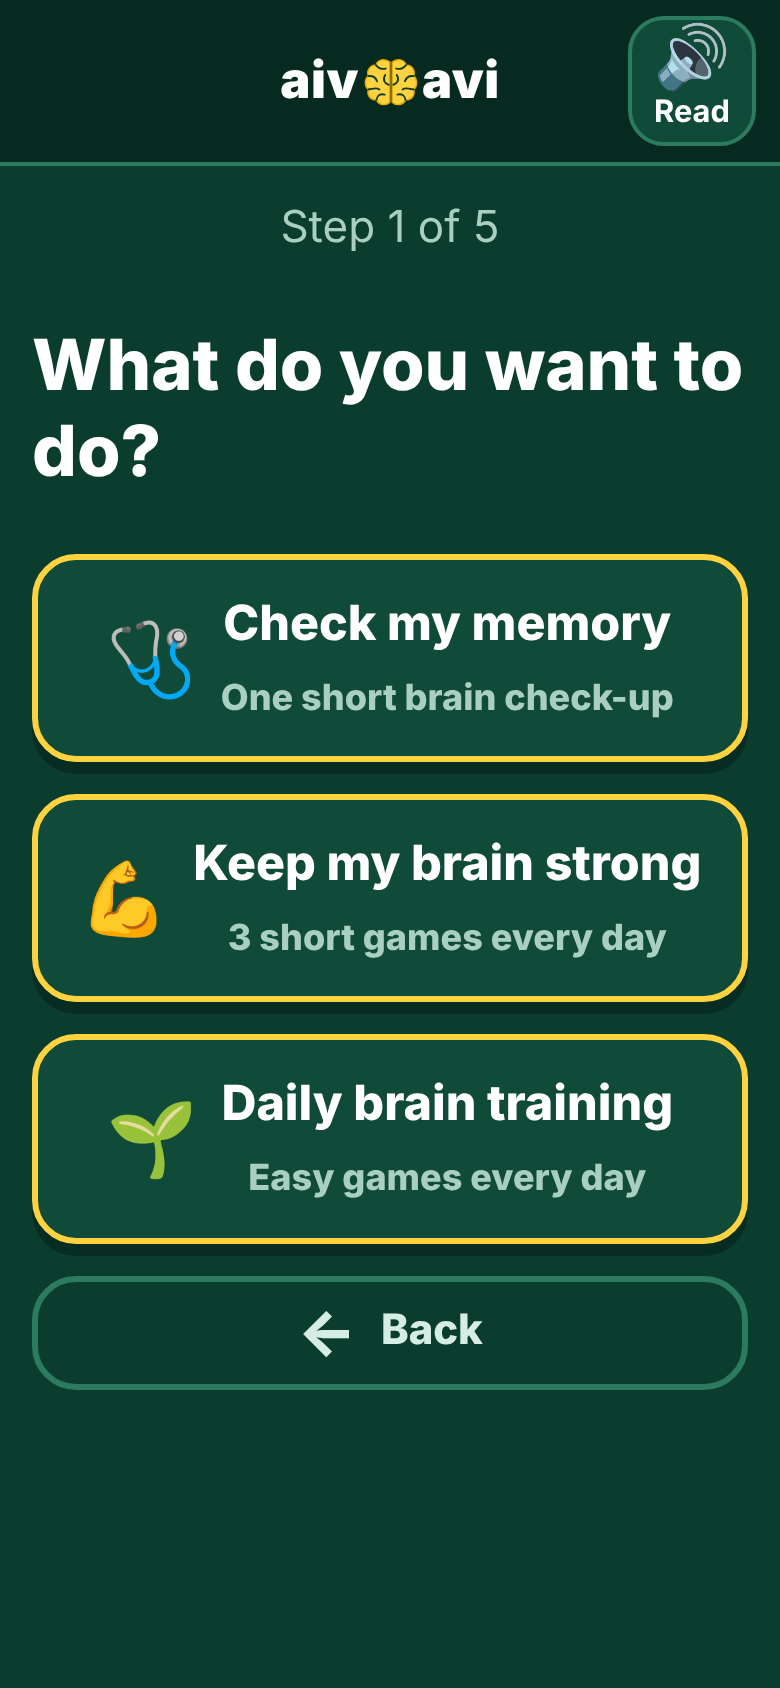 aiv🧠avi
Read
Step 1 of 5
What do you want to
do?
Check my memory
One short brain check-up
Keep my brain strong
3 short games every day
Daily brain training
Easy games every day
Back